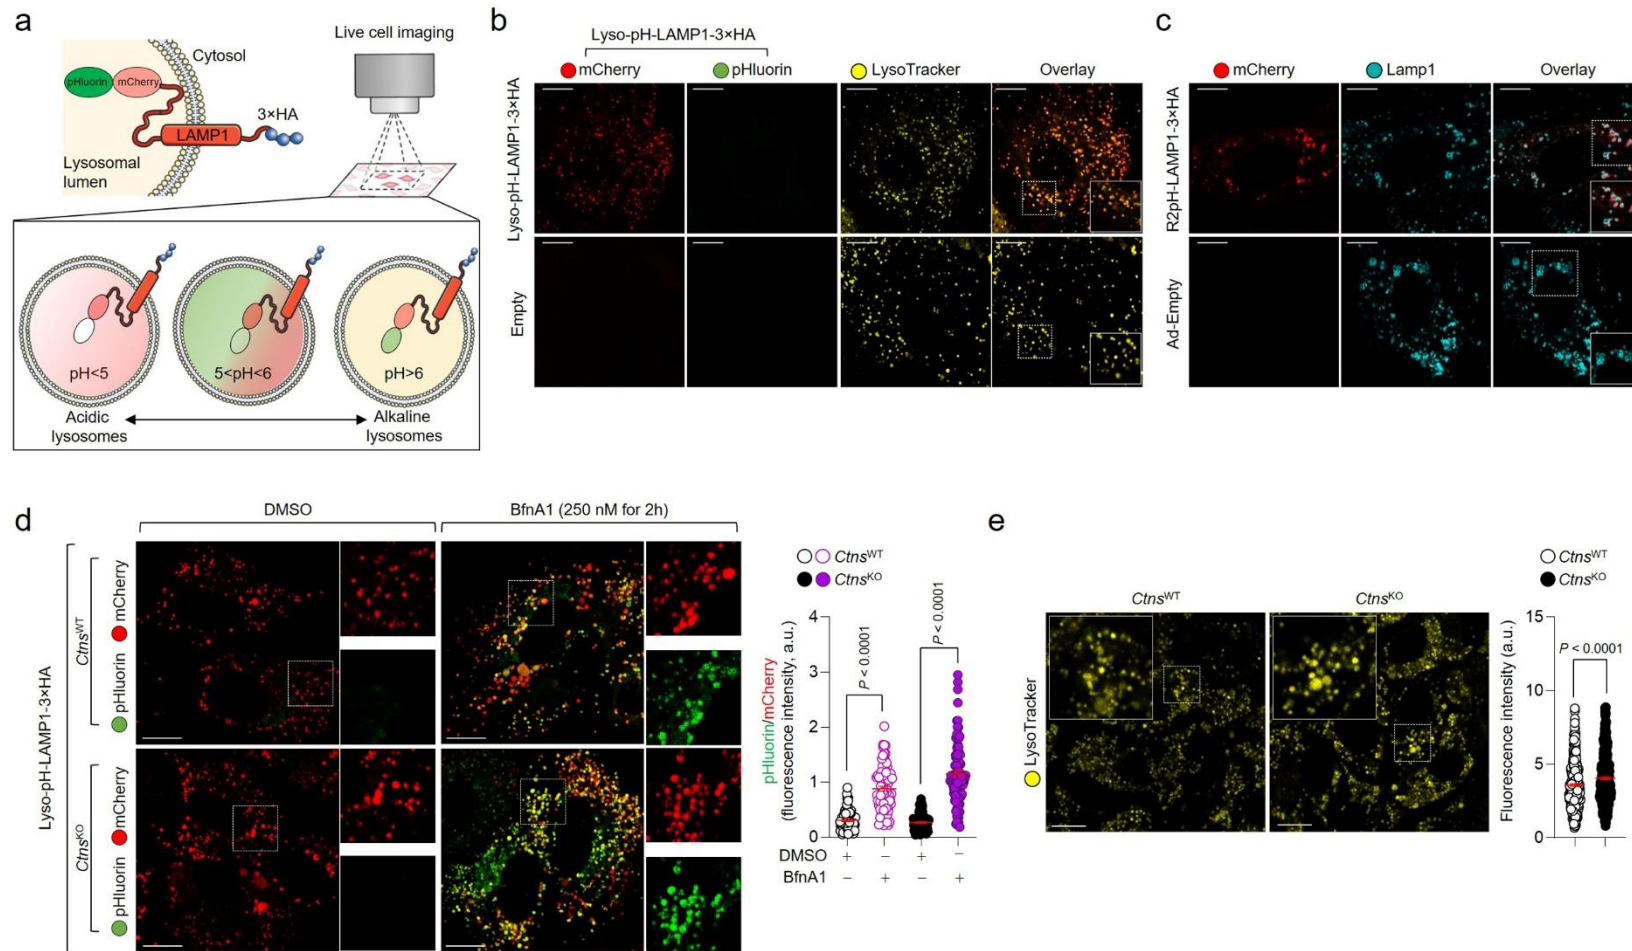 a
Live cell imaging
Cytosol
pHluorin mCherry
3×HA
LAMP1
Lysosomal
lumen
pH<5
5<pH<6
pH>6
Acidic
lysosomes
Alkaline
lysosomes
b
Lyso-pH-LAMP1-3×HA
mCherry
pHluorin
LysoTracker
Overlay
Lyso-pH-LAMP1-3×HA
Empty
c
mCherry
Lamp1
Overlay
R2pH-LAMP1-3×HA
Ad-Empty
d
DMSO
BfnA1 (250 nM for 2h)
Lyso-pH-LAMP1-3×HA
CtnsWT
pHluorin mCherry
CtnsKO
pHluorin mCherry
CtnsWT
CtnsKO
pHluorin/mCherry
(fluorescence intensity, a.u.)
4
3
2
1
0
P < 0.0001
P < 0.0001
DMSO + – + –
BfnA1 – + – +
e
CtnsWT
CtnsKO
LysoTracker
CtnsWT
CtnsKO
Fluorescence intensity (a.u.)
15
10
5
0
P < 0.0001